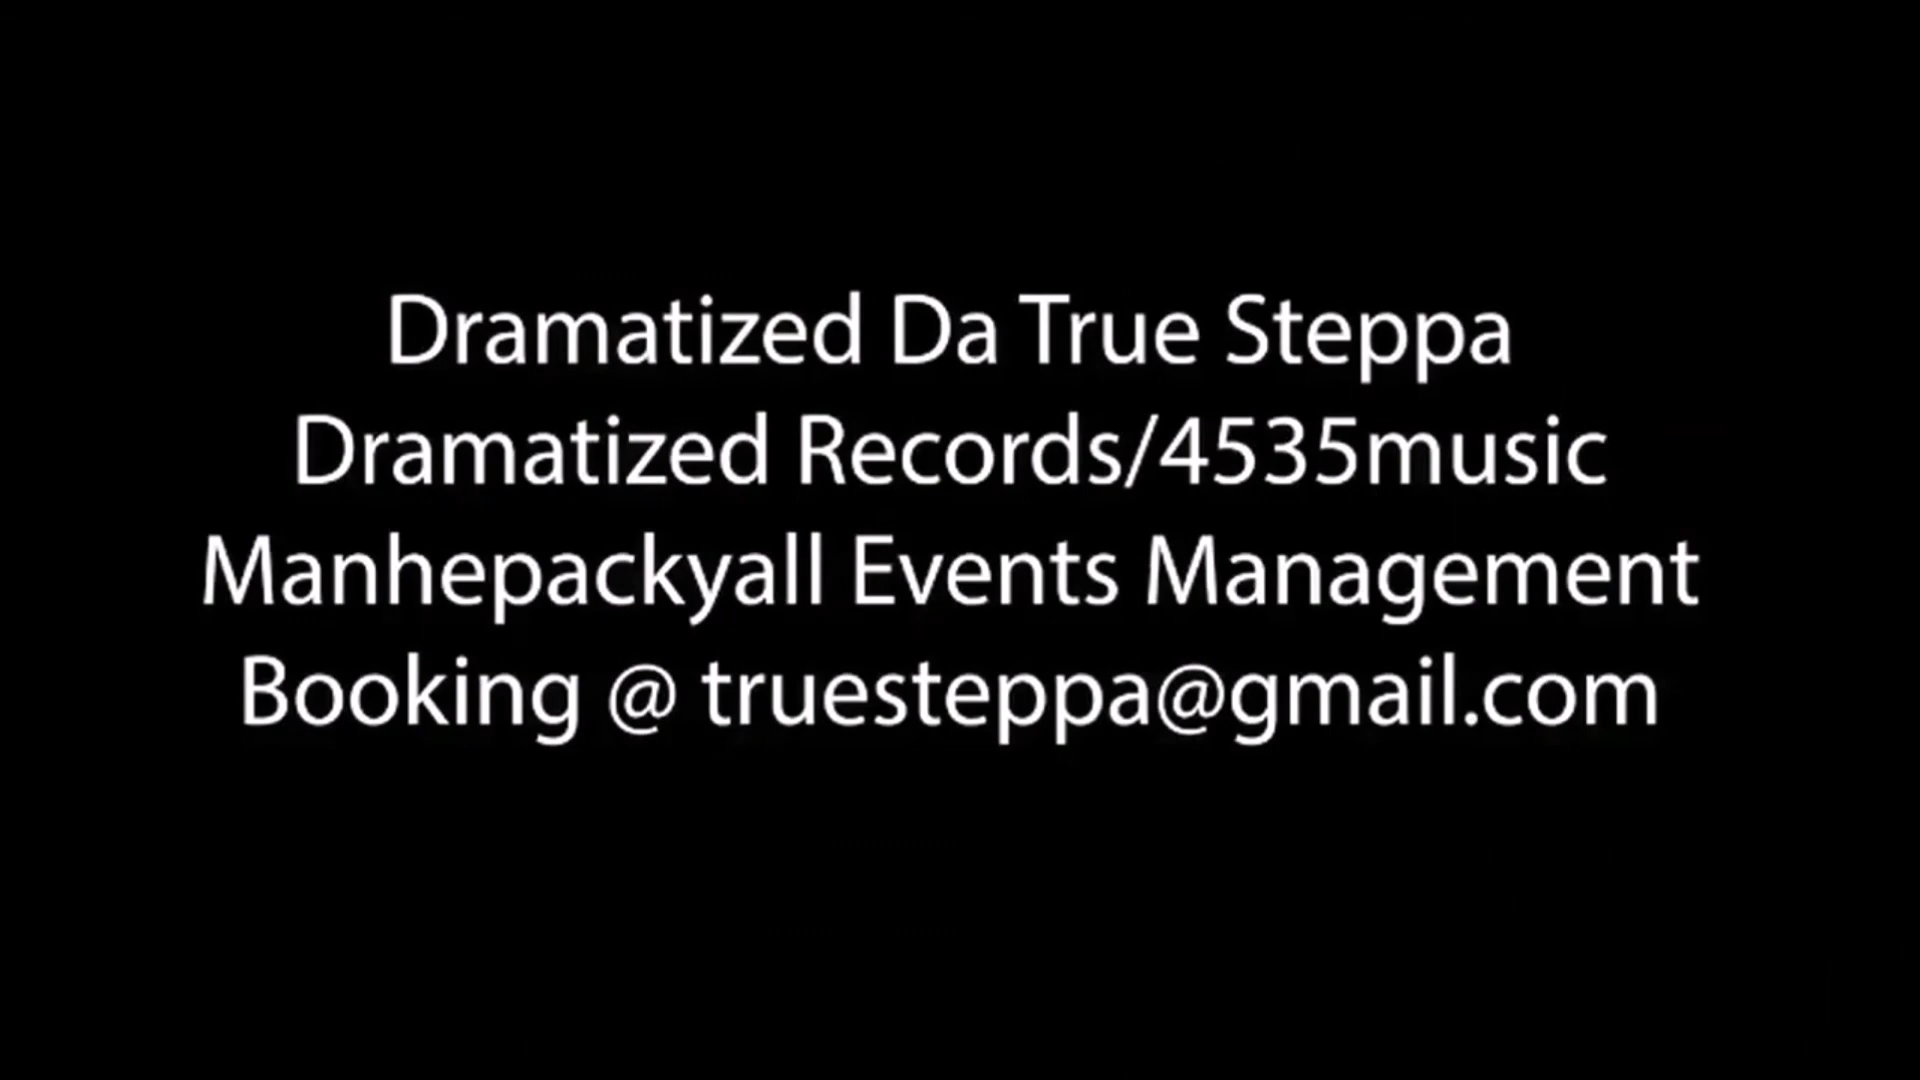 Dramatized Da True Steppa
Dramatized Records/4535music
Manhepackyall Events Management
Booking @ truesteppa@gmail.com